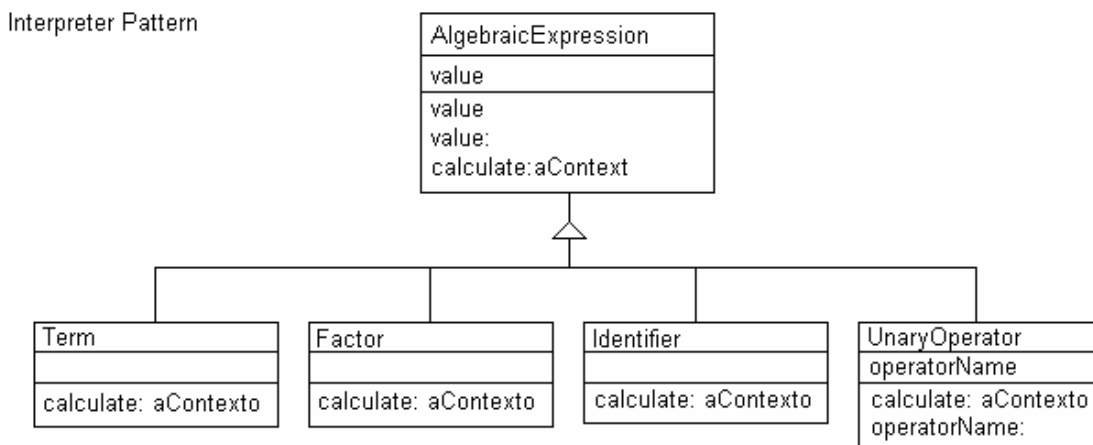 Interpreter Pattern
AlgebraicExpression
value
value
value:
calculate:aContext
Term
calculate: aContexto
Factor
calculate: aContexto
Identifier
calculate: aContexto
UnaryOperator
operatorName
calculate: aContexto
operatorName: